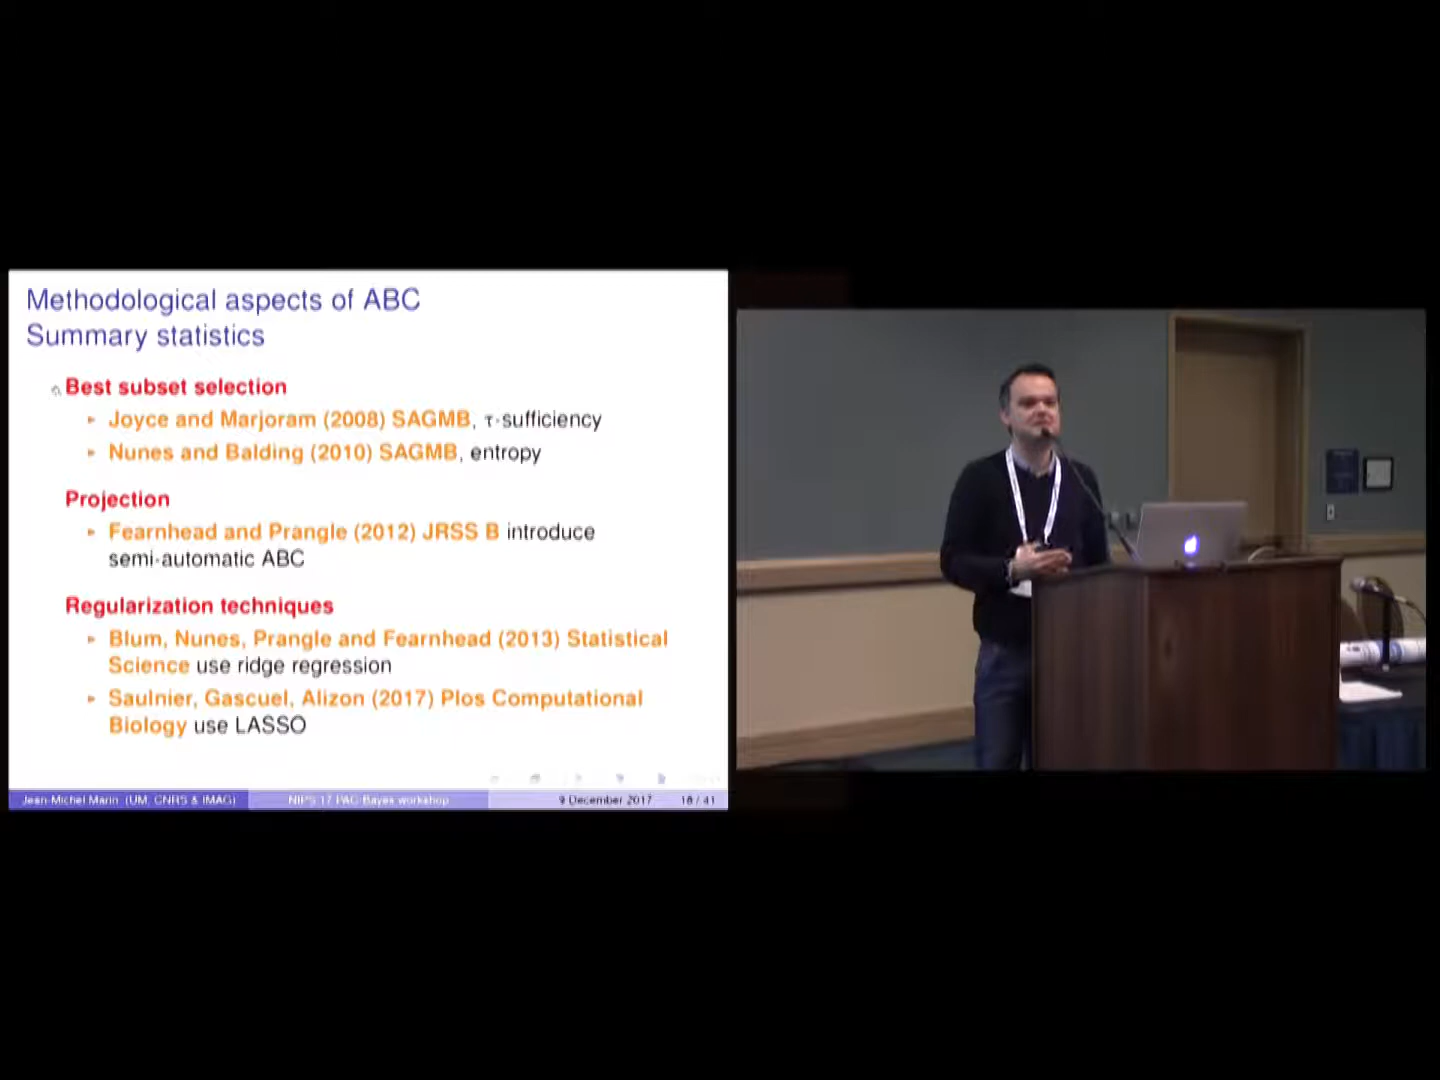 Methodological aspects of ABC
Summary statistics
Best subset selection
Joyce and Marjoram (2008) SAGMB, τ-sufficiency
Nunes and Balding (2010) SAGMB, entropy
Projection
Fearnhead and Prangle (2012) JRSS B introduce
semi-automatic ABC
Regularization techniques
Blum, Nunes, Prangle and Fearnhead (2013) Statistical
Science use ridge regression
Saulnier, Gascuel, Alizon (2017) Plos Computational
Biology use LASSO
Jean-Michel Marin (UM, CNRS & IMAG) NIPS 17 PAC-Bayes workshop 9 December 2017 18 / 41